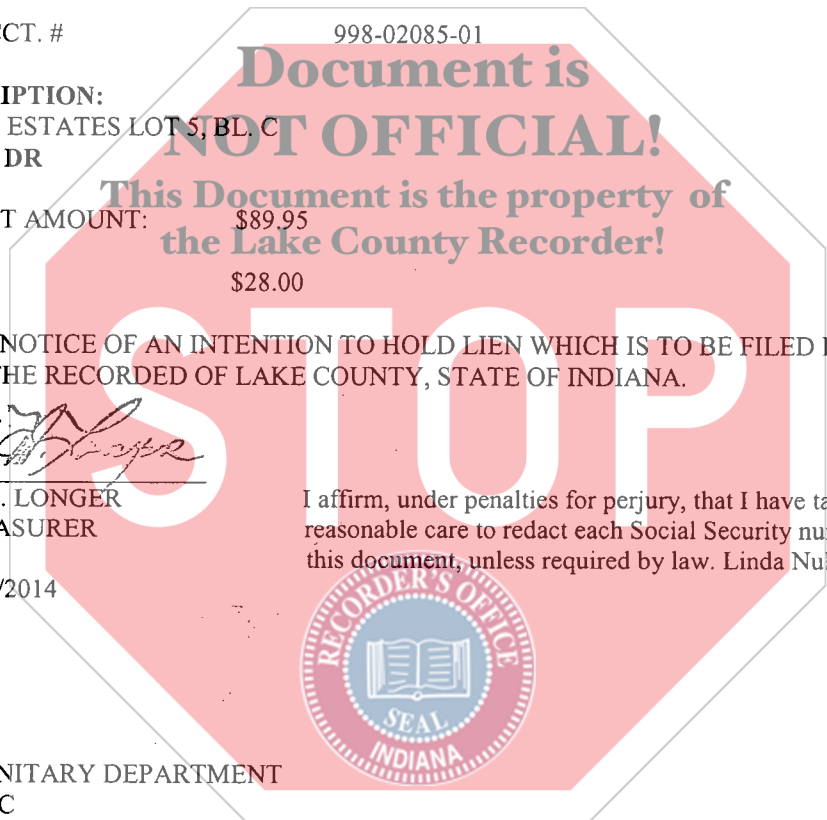 CCT. # 998-02085-01
Document is
IPTION:
ESTATES LOT 5, BL. C
NOT OFFICIAL!
DR
This Document is the property of
T AMOUNT: $89.95
the Lake County Recorder!
$28.00
STOP
NOTICE OF AN INTENTION TO HOLD LIEN WHICH IS TO BE FILED
HE RECORDED OF LAKE COUNTY, STATE OF INDIANA.
. LONGER
ASURER
I affirm, under penalties for perjury, that I have ta
reasonable care to redact each Social Security nu
this document, unless required by law. Linda Nu
/2014
RECORDER'S OFFICE
SEAL
INDIANA
NITARY DEPARTMENT
C